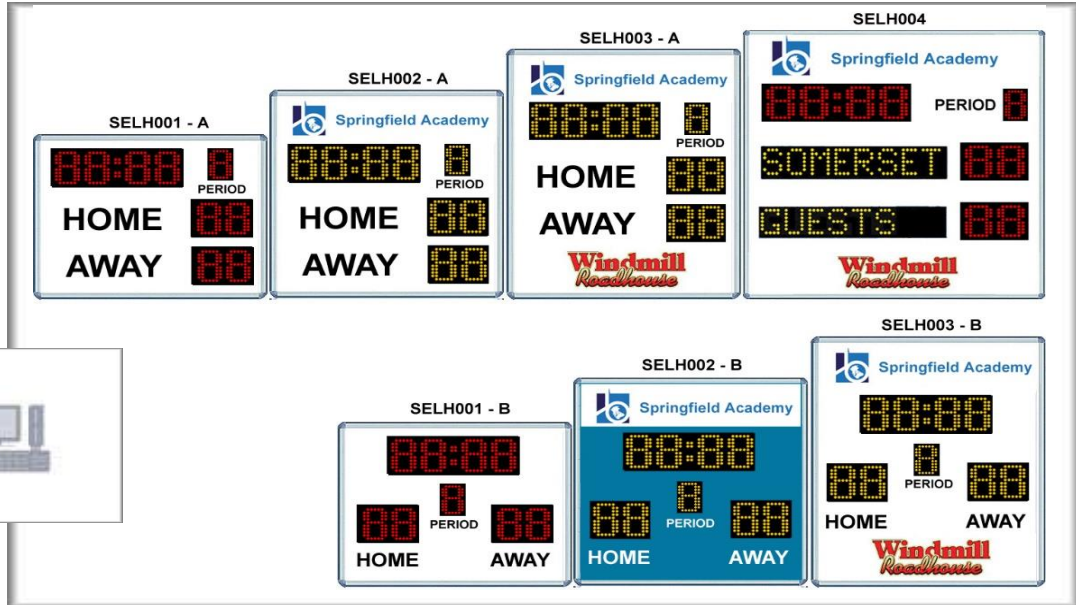 SELH001 - A
88:88 8
PERIOD
HOME 88
AWAY 88
SELH002 - A
Springfield Academy
88:88 8
PERIOD
HOME 88
AWAY 88
SELH003 - A
Springfield Academy
88:88 8
PERIOD
HOME 88
AWAY 88
Windmill
Roadhouse
SELH004
Springfield Academy
88:88 PERIOD 8
SOMERSET 88
GUESTS 88
Windmill
Roadhouse
SELH001 - B
88:88
8
PERIOD
88 88
HOME AWAY
SELH002 - B
Springfield Academy
88:88
8
PERIOD
88 88
HOME AWAY
SELH003 - B
Springfield Academy
88:88
8
PERIOD
88 88
HOME AWAY
Windmill
Roadhouse